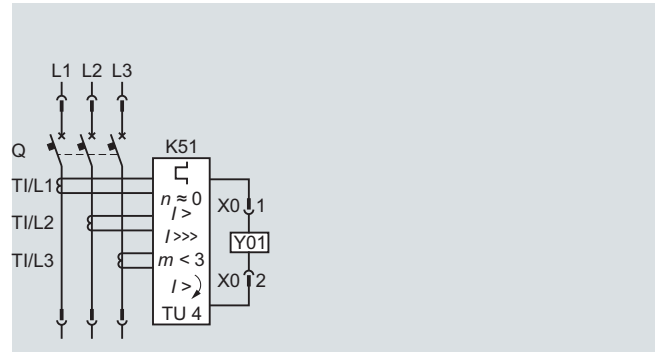 L1 L2 L3
Q
K51
TI/L1
n ≈ 0
X0 1
I >
TI/L2
I >>>
Y01
TI/L3
m < 3
X0 2
I >
TU 4